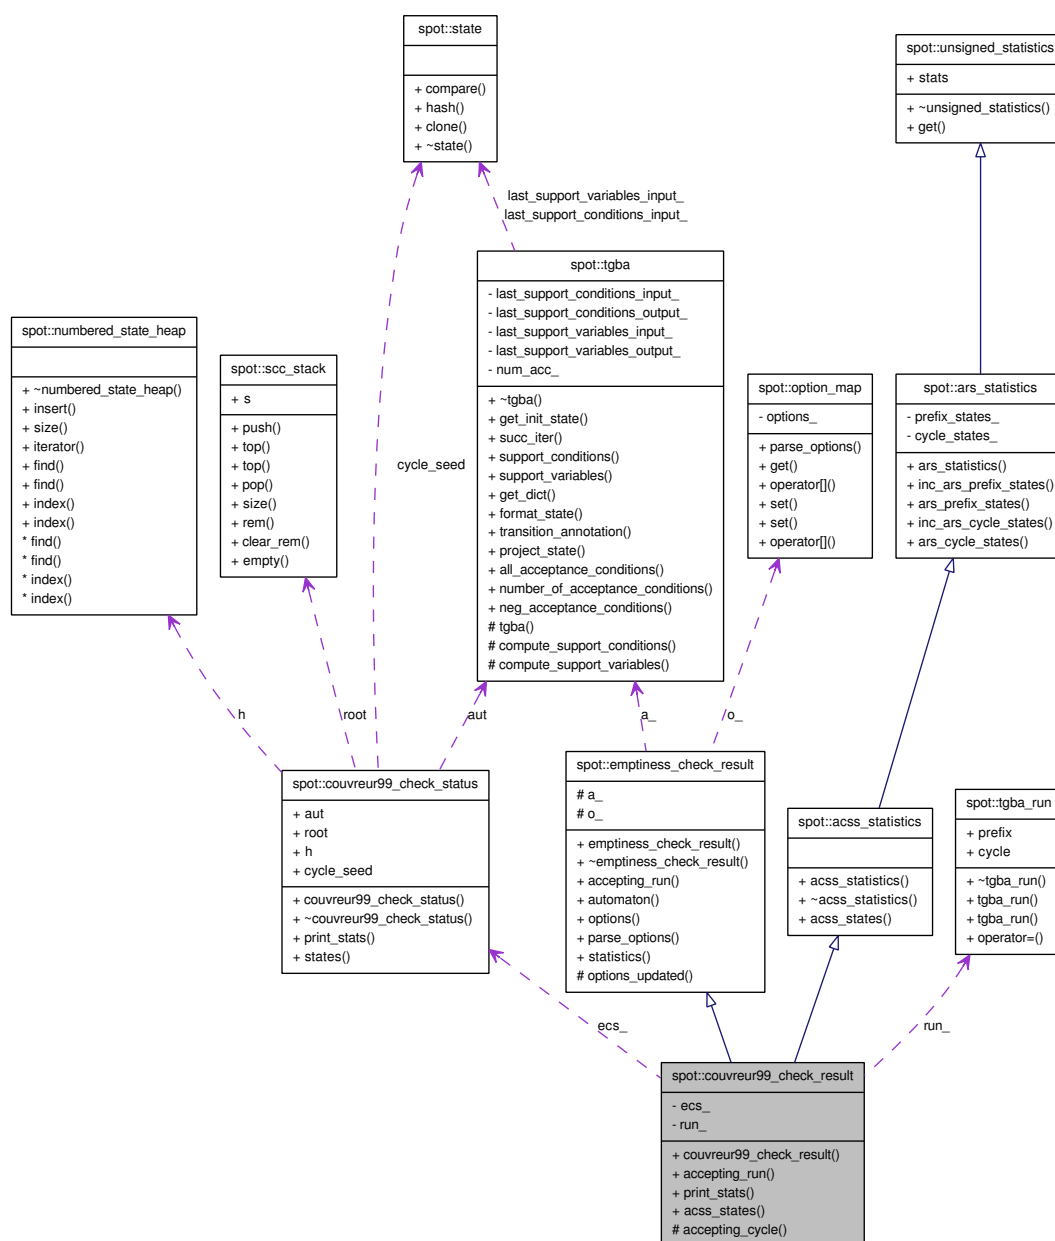 spot::state
+ compare()
+ hash()
+ clone()
+ ~state()
spot::unsigned_statistics
+ stats
+ ~unsigned_statistics()
+ get()
last_support_variables_input_
last_support_conditions_input_
spot::tgba
- last_support_conditions_input_
- last_support_conditions_output_
- last_support_variables_input_
- last_support_variables_output_
- num_acc_
+ ~tgba()
+ get_init_state()
+ succ_iter()
+ support_conditions()
+ support_variables()
+ get_dict()
+ format_state()
+ transition_annotation()
+ project_state()
+ all_acceptance_conditions()
+ number_of_acceptance_conditions()
+ neg_acceptance_conditions()
# tgba()
# compute_support_conditions()
# compute_support_variables()
spot::numbered_state_heap
+ ~numbered_state_heap()
+ insert()
+ size()
+ iterator()
+ find()
+ find()
+ index()
+ index()
* find()
* find()
* index()
* index()
spot::scc_stack
+ s
+ push()
+ top()
+ top()
+ pop()
+ size()
+ rem()
+ clear_rem()
+ empty()
cycle_seed
spot::option_map
- options_
+ parse_options()
+ get()
+ operator[]()
+ set()
+ set()
+ operator[]()
spot::ars_statistics
- prefix_states_
- cycle_states_
+ ars_statistics()
+ inc_ars_prefix_states()
+ ars_prefix_states()
+ inc_ars_cycle_states()
+ ars_cycle_states()
h
root
aut
a_
o_
spot::couvreur99_check_status
+ aut
+ root
+ h
+ cycle_seed
+ couvreur99_check_status()
+ ~couvreur99_check_status()
+ print_stats()
+ states()
spot::emptiness_check_result
# a_
# o_
+ emptiness_check_result()
+ ~emptiness_check_result()
+ accepting_run()
+ automaton()
+ options()
+ parse_options()
+ statistics()
# options_updated()
spot::acss_statistics
+ acss_statistics()
+ ~acss_statistics()
+ acss_states()
spot::tgba_run
+ prefix
+ cycle
+ ~tgba_run()
+ tgba_run()
+ tgba_run()
+ operator=()
ecs_
run_
spot::couvreur99_check_result
- ecs_
- run_
+ couvreur99_check_result()
+ accepting_run()
+ print_stats()
+ acss_states()
# accepting_cycle()